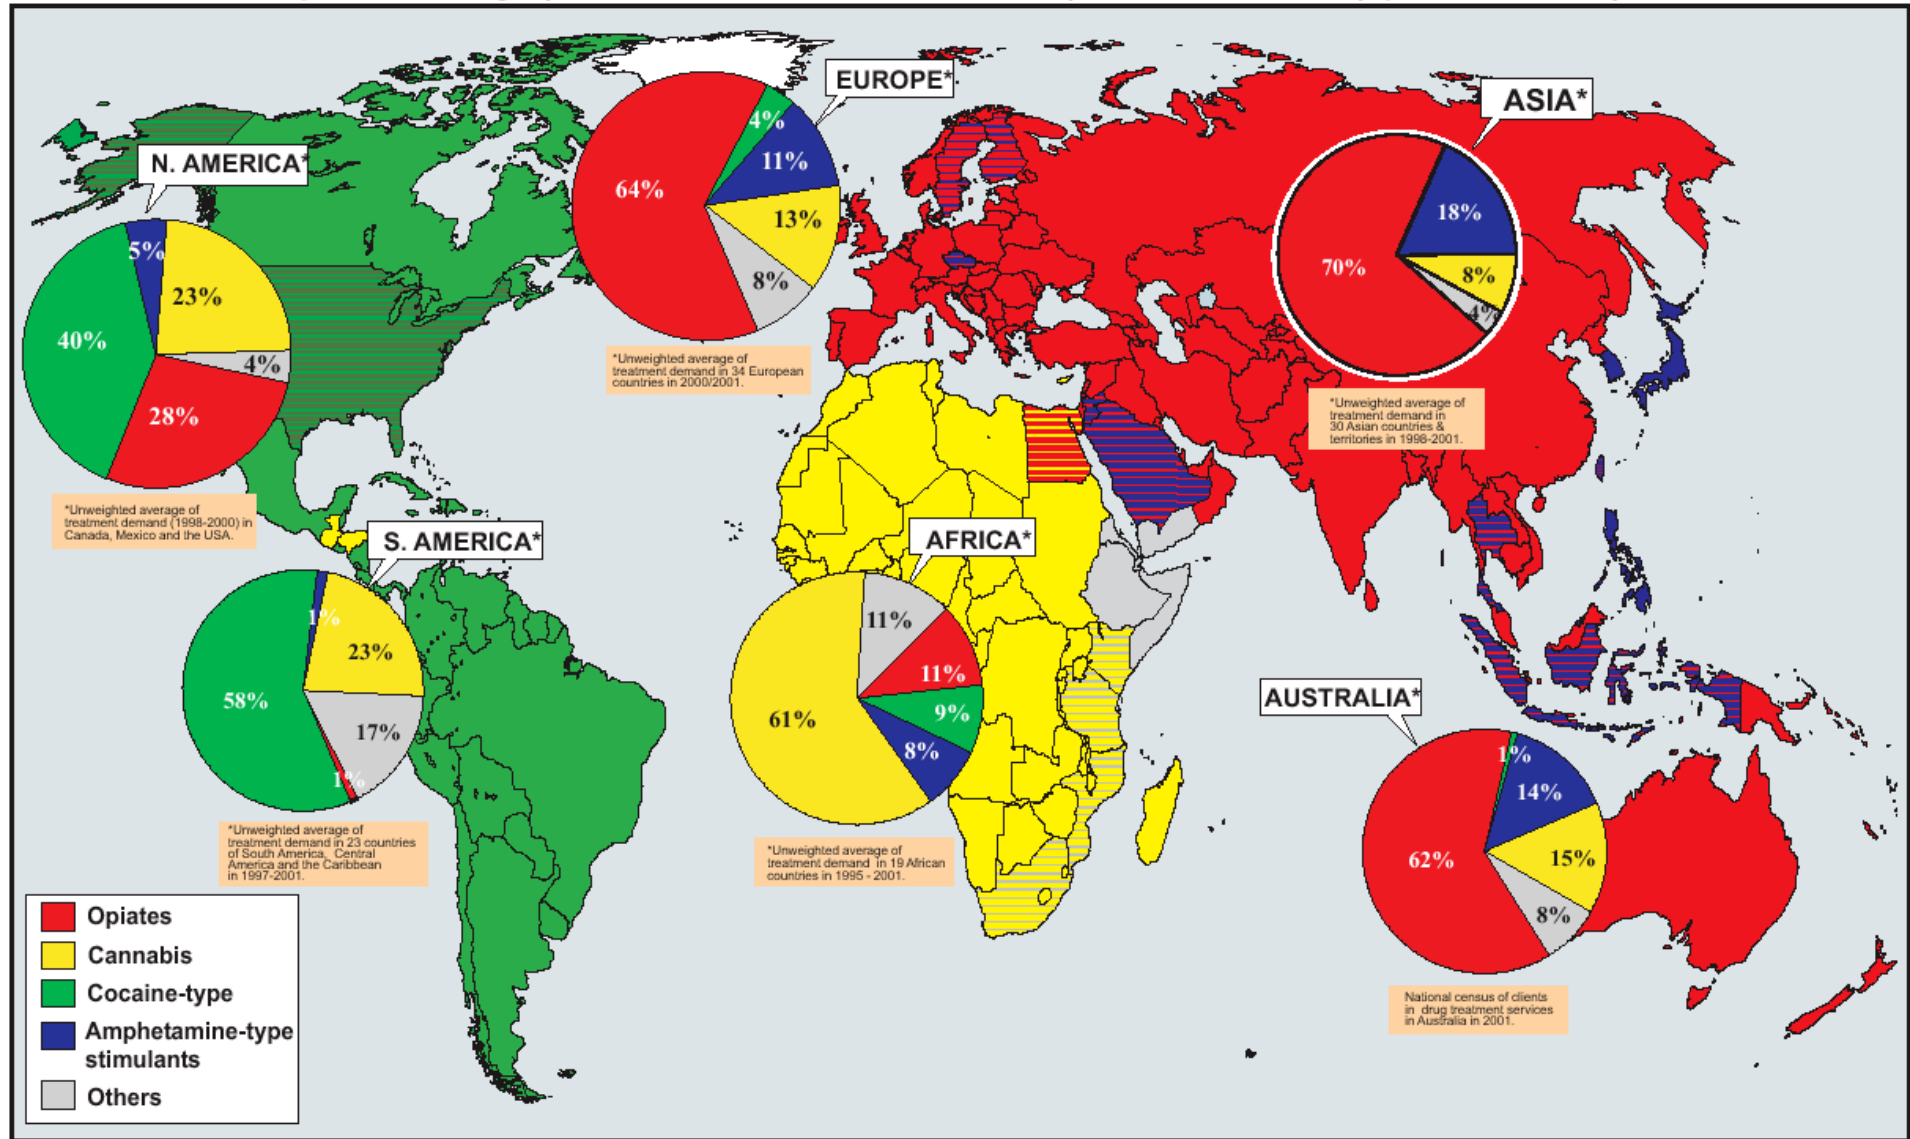 EUROPE*
ASIA*
N. AMERICA*
4%
11%
64%
13%
8%
18%
70%
8%
4%
5%
23%
40%
4%
28%
*Unweighted average of
treatment demand in 34 European
countries in 2000/2001.
*Unweighted average of
treatment demand in
30 Asian countries &
territories in 1998-2001.
*Unweighted average of
treatment demand (1998-2000) in
Canada, Mexico and the USA.
S. AMERICA*
AFRICA*
1%
23%
58%
17%
1%
11%
11%
61%
9%
8%
AUSTRALIA*
1%
14%
62%
15%
8%
*Unweighted average of
treatment demand in 23 countries
of South America, Central
America and the Caribbean
in 1997-2001.
*Unweighted average of
treatment demand in 19 African
countries in 1995 - 2001.
National census of clients
in drug treatment services
in Australia in 2001.
Opiates
Cannabis
Cocaine-type
Amphetamine-type
stimulants
Others